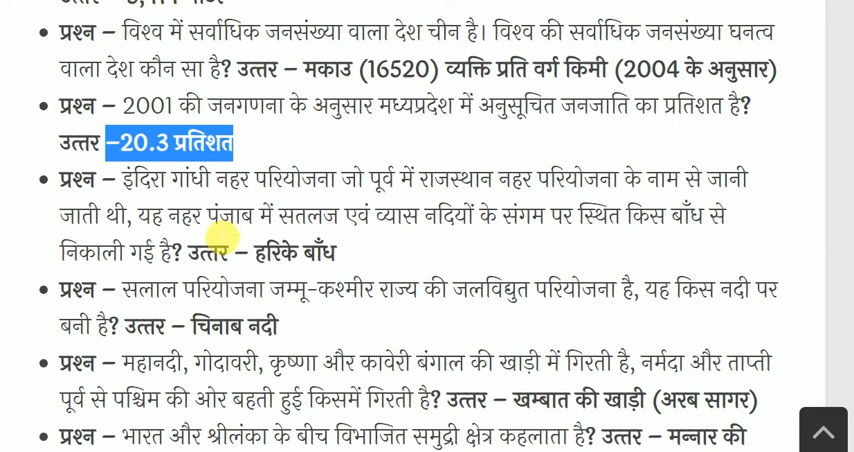 • प्रश्न – विश्व में सर्वाधिक जनसंख्या वाला देश चीन है। विश्व की सर्वाधिक जनसंख्या घनत्व
वाला देश कौन सा है? उत्तर – मकाउ (16520) व्यक्ति प्रति वर्ग किमी (2004 के अनुसार)
• प्रश्न – 2001 की जनगणना के अनुसार मध्यप्रदेश में अनुसूचित जनजाति का प्रतिशत है?
उत्तर –20.3 प्रतिशत
• प्रश्न – इंदिरा गांधी नहर परियोजना जो पूर्व में राजस्थान नहर परियोजना के नाम से जानी
जाती थी, यह नहर पंजाब में सतलज एवं व्यास नदियों के संगम पर स्थित किस बाँध से
निकाली गई है? उत्तर – हरिके बाँध
• प्रश्न – सलाल परियोजना जम्मू-कश्मीर राज्य की जलविद्युत परियोजना है, यह किस नदी पर
बनी है? उत्तर – चिनाब नदी
• प्रश्न – महानदी, गोदावरी, कृष्णा और कावेरी बंगाल की खाड़ी में गिरती है, नर्मदा और ताप्ती
पूर्व से पश्चिम की ओर बहती हुई किसमें गिरती है? उत्तर – खम्बात की खाड़ी (अरब सागर)
• प्रश्न – भारत और श्रीलंका के बीच विभाजित समुद्री क्षेत्र कहलाता है? उत्तर – मन्नार की